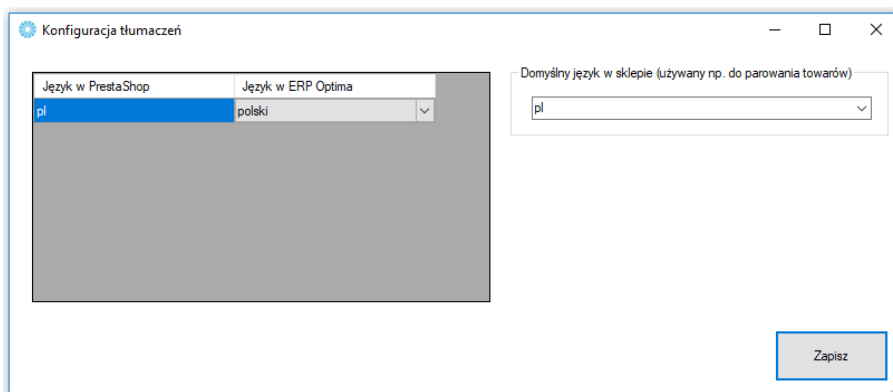 Konfiguracja tłumaczeń
Język w PrestaShop Język w ERP Optima
pl polski
Domyślny język w sklepie (używany np. do parowania towarów)
pl
Zapisz